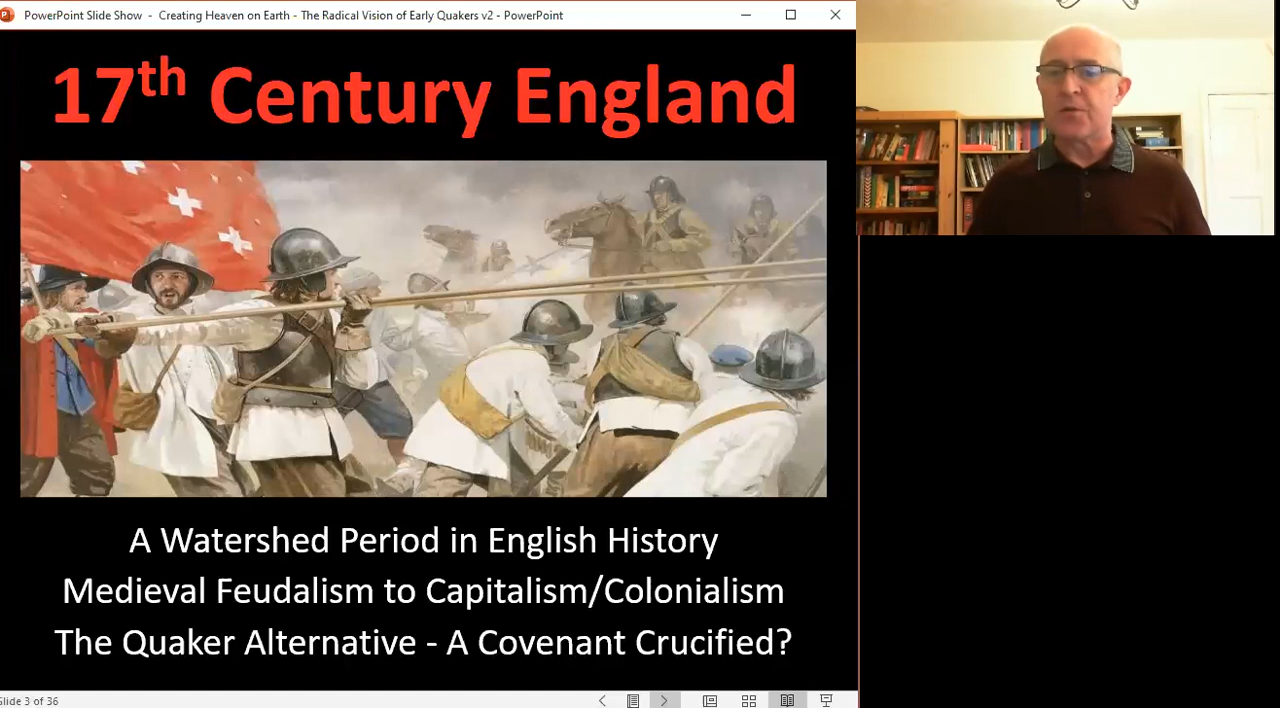 PowerPoint Slide Show - Creating Heaven on Earth - The Radical Vision of Early Quakers v2 - PowerPoint
17th Century England
A Watershed Period in English History
Medieval Feudalism to Capitalism/Colonialism
The Quaker Alternative - A Covenant Crucified?
Slide 3 of 36